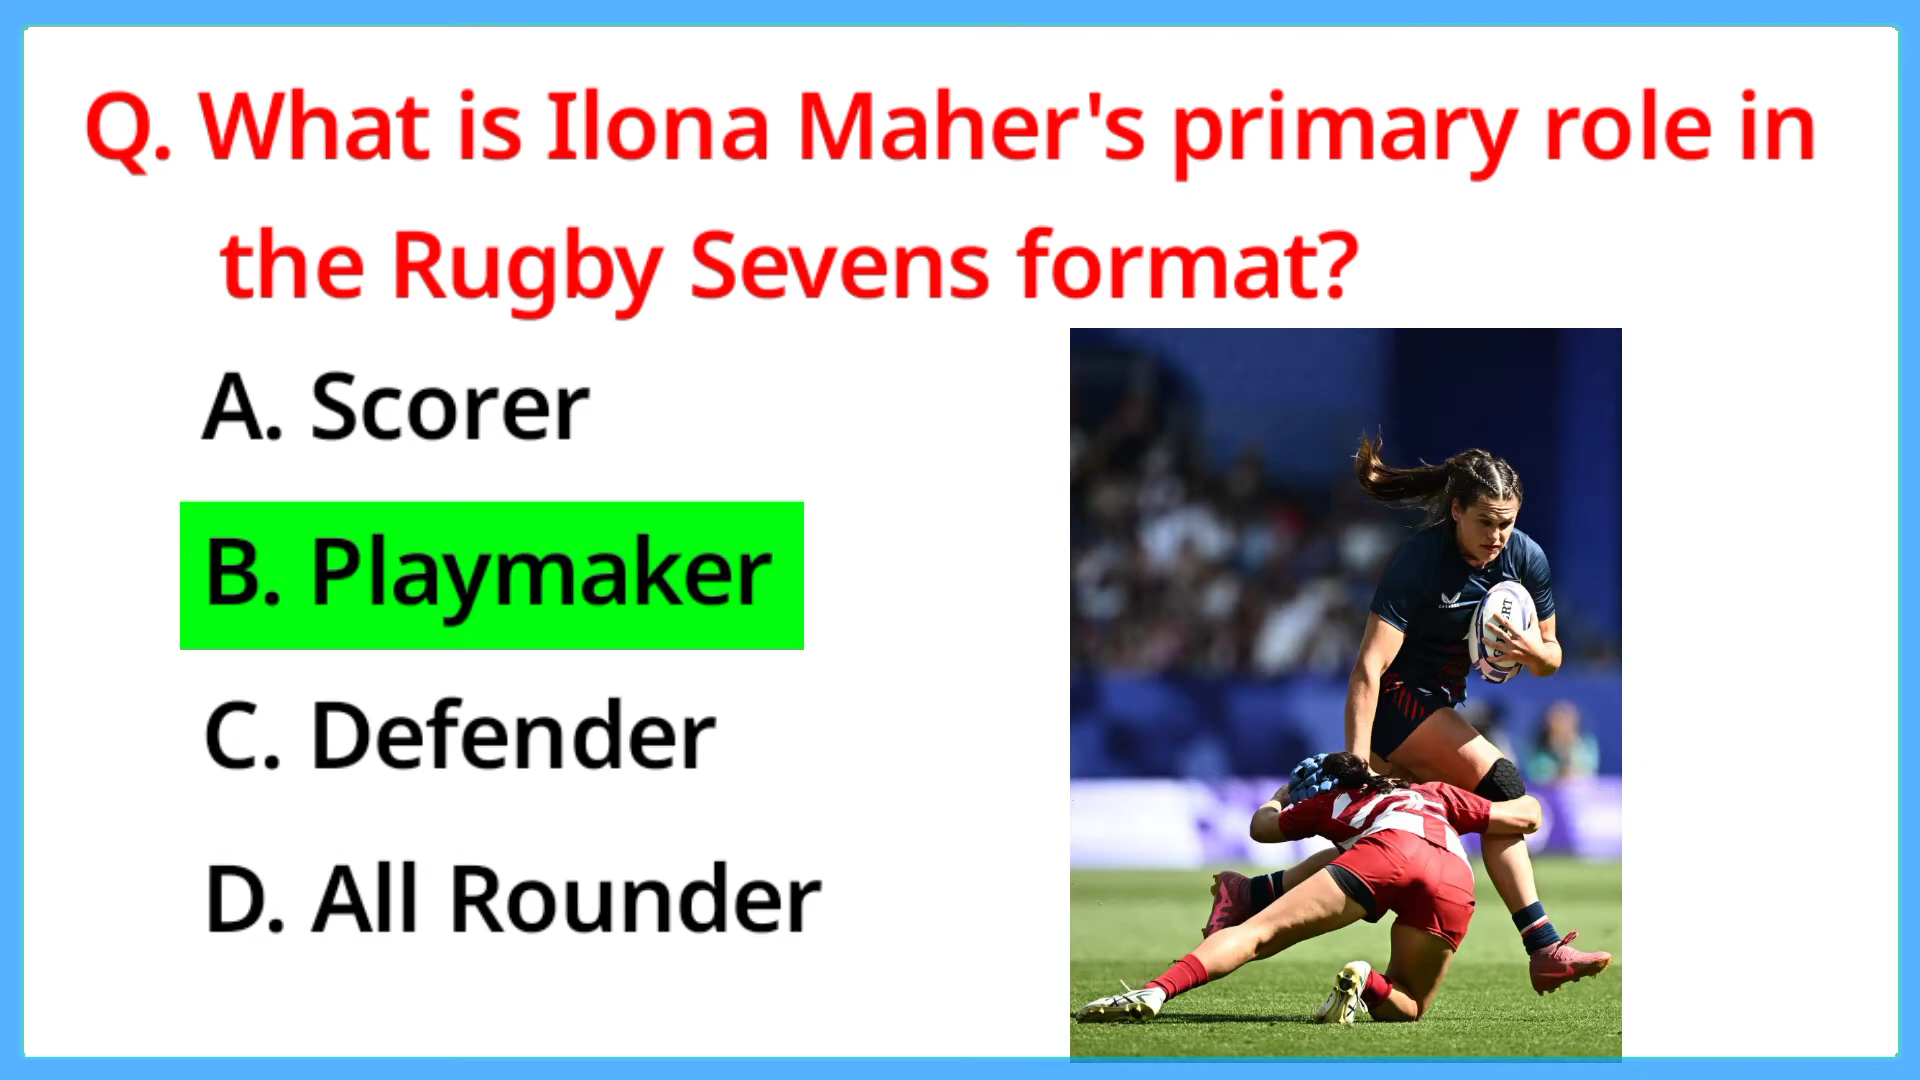 Q. What is Ilona Maher's primary role in
the Rugby Sevens format?
A. Scorer
B. Playmaker
C. Defender
D. All Rounder